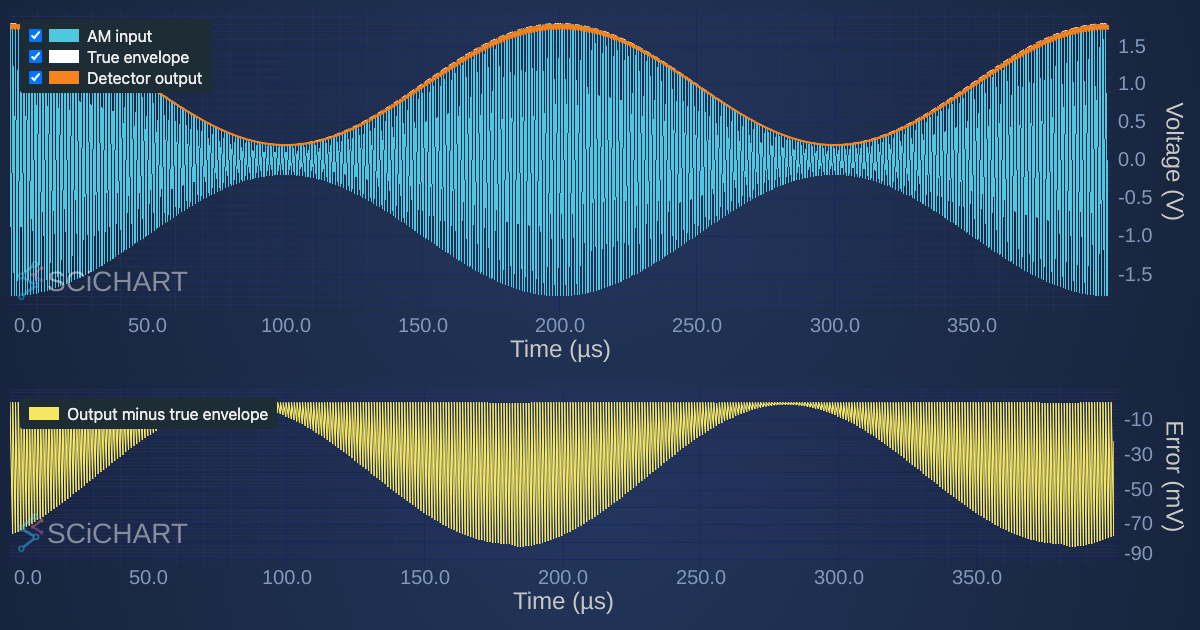 AM input
True envelope
Detector output
1.5
1.0
0.5
0.0
-0.5
-1.0
-1.5
Voltage (V)
SCiCHART
0.0 50.0 100.0 150.0 200.0 250.0 300.0 350.0
Time (µs)
Output minus true envelope
-10
-30
-50
-70
-90
Error (mV)
SCiCHART
0.0 50.0 100.0 150.0 200.0 250.0 300.0 350.0
Time (µs)